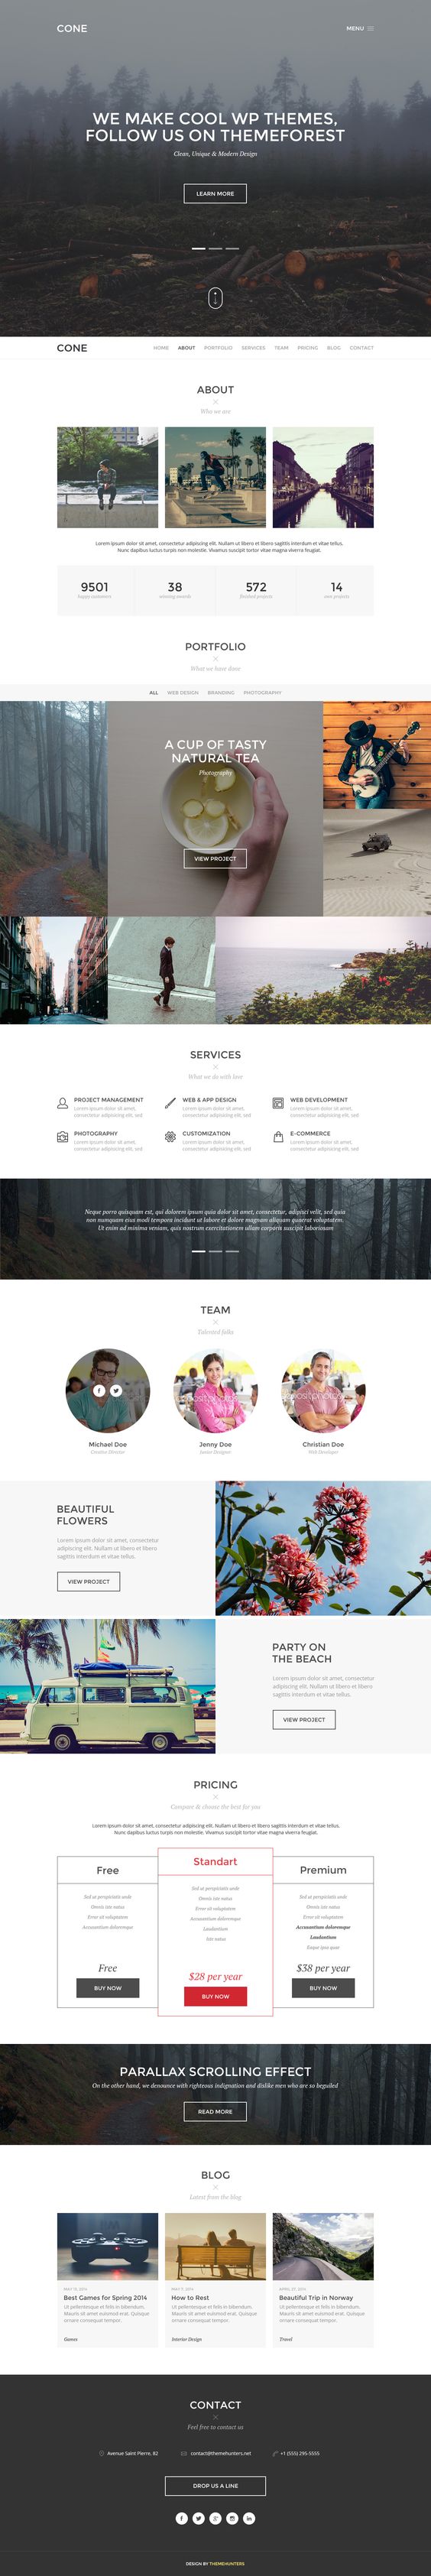 CONE
MENU
WE MAKE COOL WP THEMES,
FOLLOW US ON THEMEFOREST
Clean, Unique & Modern Design
LEARN MORE
CONE
HOME ABOUT PORTFOLIO SERVICES TEAM PRICING BLOG CONTACT
ABOUT
Who we are
Lorem ipsum dolor sit amet, consectetur adipiscing elit. Nullam ut libero et libero sagittis interdum et vitae tellus.
Nunc dapibus luctus turpis non molestie. Vivamus suscipit tortor vitae magna viverra feugiat.
9501 38 572 14
happy customers winning awards finished projects own projects
PORTFOLIO
What we have done
ALL WEB DESIGN BRANDING PHOTOGRAPHY
A CUP OF TASTY
NATURAL TEA
Photography
VIEW PROJECT
SERVICES
What we do with love
PROJECT MANAGEMENT
Lorem ipsum dolor sit amet,
consectetur adipiscing elit, sed
WEB & APP DESIGN
Lorem ipsum dolor sit amet,
consectetur adipiscing elit, sed
WEB DEVELOPMENT
Lorem ipsum dolor sit amet,
consectetur adipiscing elit, sed
PHOTOGRAPHY
Lorem ipsum dolor sit amet,
consectetur adipiscing elit, sed
CUSTOMIZATION
Lorem ipsum dolor sit amet,
consectetur adipiscing elit, sed
E-COMMERCE
Lorem ipsum dolor sit amet,
consectetur adipiscing elit, sed
Neque porro quisquam est, qui dolorem ipsum quia dolor sit amet, consectetur, adipisci velit, sed quia
non numquam eius modi tempora incidunt ut labore et dolore magnam aliquam quaerat voluptatem.
Ut enim ad minima veniam, quis nostrum exercitationem ullam corporis suscipit laboriosam
TEAM
Talented folks
Michael Doe
Creative Director
Jenny Doe
Senior Designer
Christian Doe
Web Developer
BEAUTIFUL
FLOWERS
Lorem ipsum dolor sit amet, consectetur
adipiscing elit. Nullam ut libero et libero
sagittis interdum et vitae tellus.
VIEW PROJECT
PARTY ON
THE BEACH
Lorem ipsum dolor sit amet, consectetur
adipiscing elit. Nullam ut libero et libero
sagittis interdum et vitae tellus.
VIEW PROJECT
PRICING
Compare & choose the best for you
Lorem ipsum dolor sit amet, consectetur adipiscing elit. Nullam ut libero et libero sagittis interdum et vitae tellus.
Nunc dapibus luctus turpis non molestie. Vivamus suscipit tortor vitae magna viverra feugiat.
Free
Sed ut perspiciatis unde
Omnis iste natus
Error sit voluptatem
Accusantium doloremque
Free
BUY NOW
Standart
Sed ut perspiciatis unde
Omnis iste natus
Error sit voluptatem
Accusantium doloremque
Laudantium
Iste natus
$28 per year
BUY NOW
Premium
Sed ut perspiciatis unde
Omnis iste natus
Error sit voluptatem
Accusantium doloremque
Laudantium
Eaque ipsa quae
$38 per year
BUY NOW
PARALLAX SCROLLING EFFECT
On the other hand, we denounce with righteous indignation and dislike men who are so beguiled
READ MORE
BLOG
Latest from the blog
Best Games for Spring 2014
Ut pellentesque et felis in bibendum.
Mauris sit amet euismod erat. Quisque
ornare consequat tempor.
Games
How to Rest
Ut pellentesque et felis in bibendum.
Mauris sit amet euismod erat. Quisque
ornare consequat tempor.
Interior Design
Beautiful Trip in Norway
Ut pellentesque et felis in bibendum.
Mauris sit amet euismod erat. Quisque
ornare consequat tempor.
Travel
CONTACT
Feel free to contact us
Avenue Saint Pierre, 82 contact@themehunters.net +1 (555) 295-5555
DROP US A LINE
DESIGN BY THEMEHUNTERS